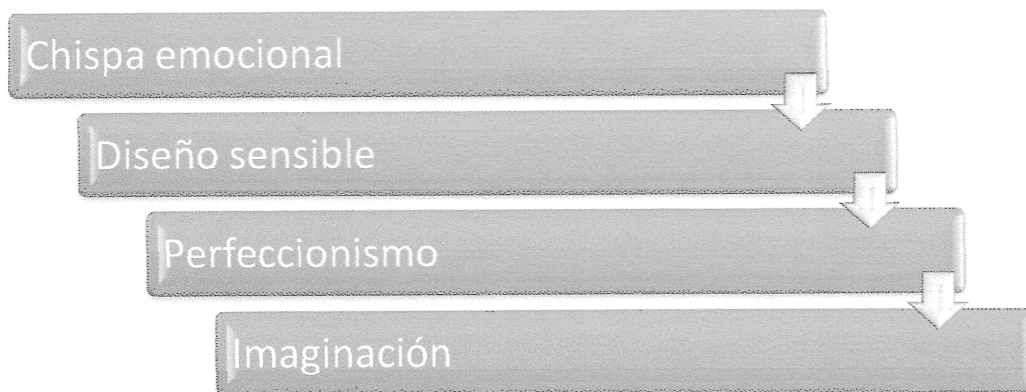 Chispa emocional
Diseño sensible
Perfeccionismo
Imaginación